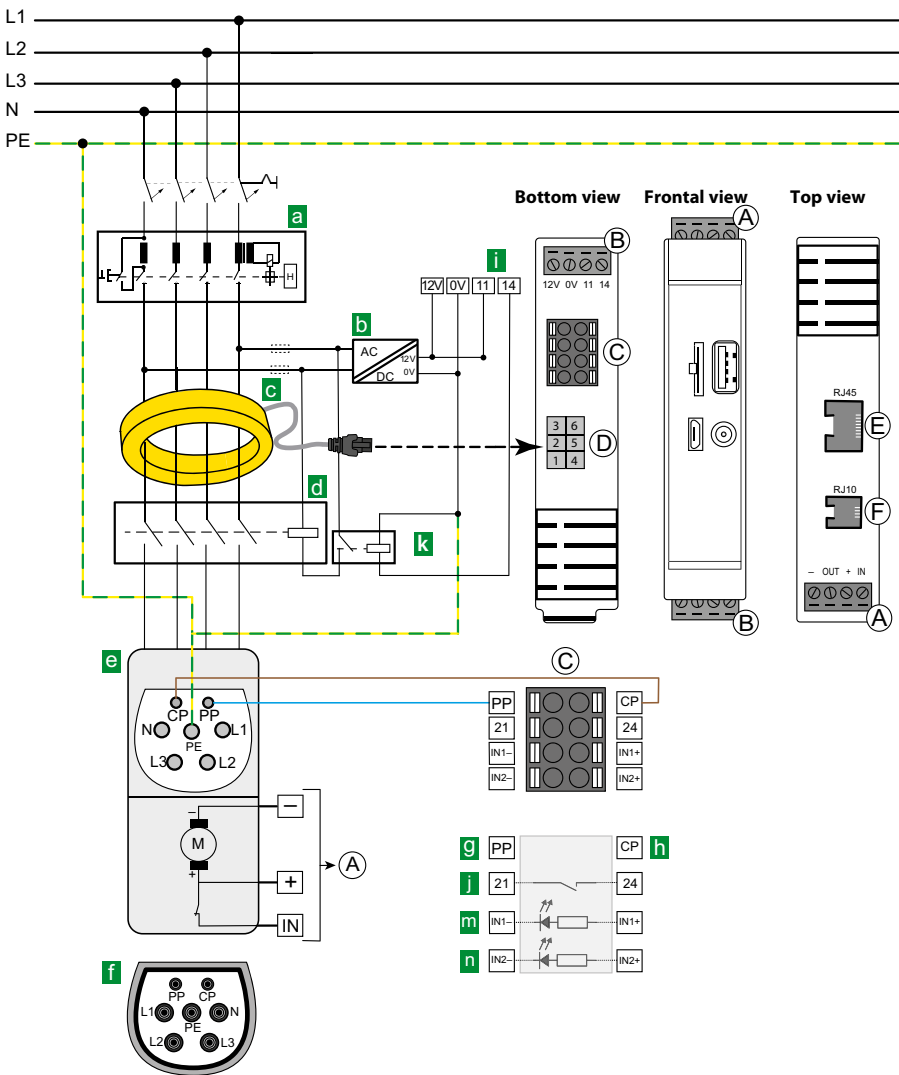 L1
L2
L3
N
PE
Bottom view Frontal view Top view
a
H
A
B
i
12V 0V 11 14
12V 0V 11 14
b
AC
DC
12V
0V
C
c
RJ45
E
3 6
2 5
1 4
D
d
RJ10
F
k
– OUT + IN
A
B
e
C
CP PP
N L1
PE
L3 L2
PP CP
21 24
IN1– IN1+
IN2– IN2+
–
–
M
+
+
IN
A
g PP CP h
j 21 24
m IN1– IN1+
n IN2– IN2+
f
PP CP
L1 N
PE
L2 L3